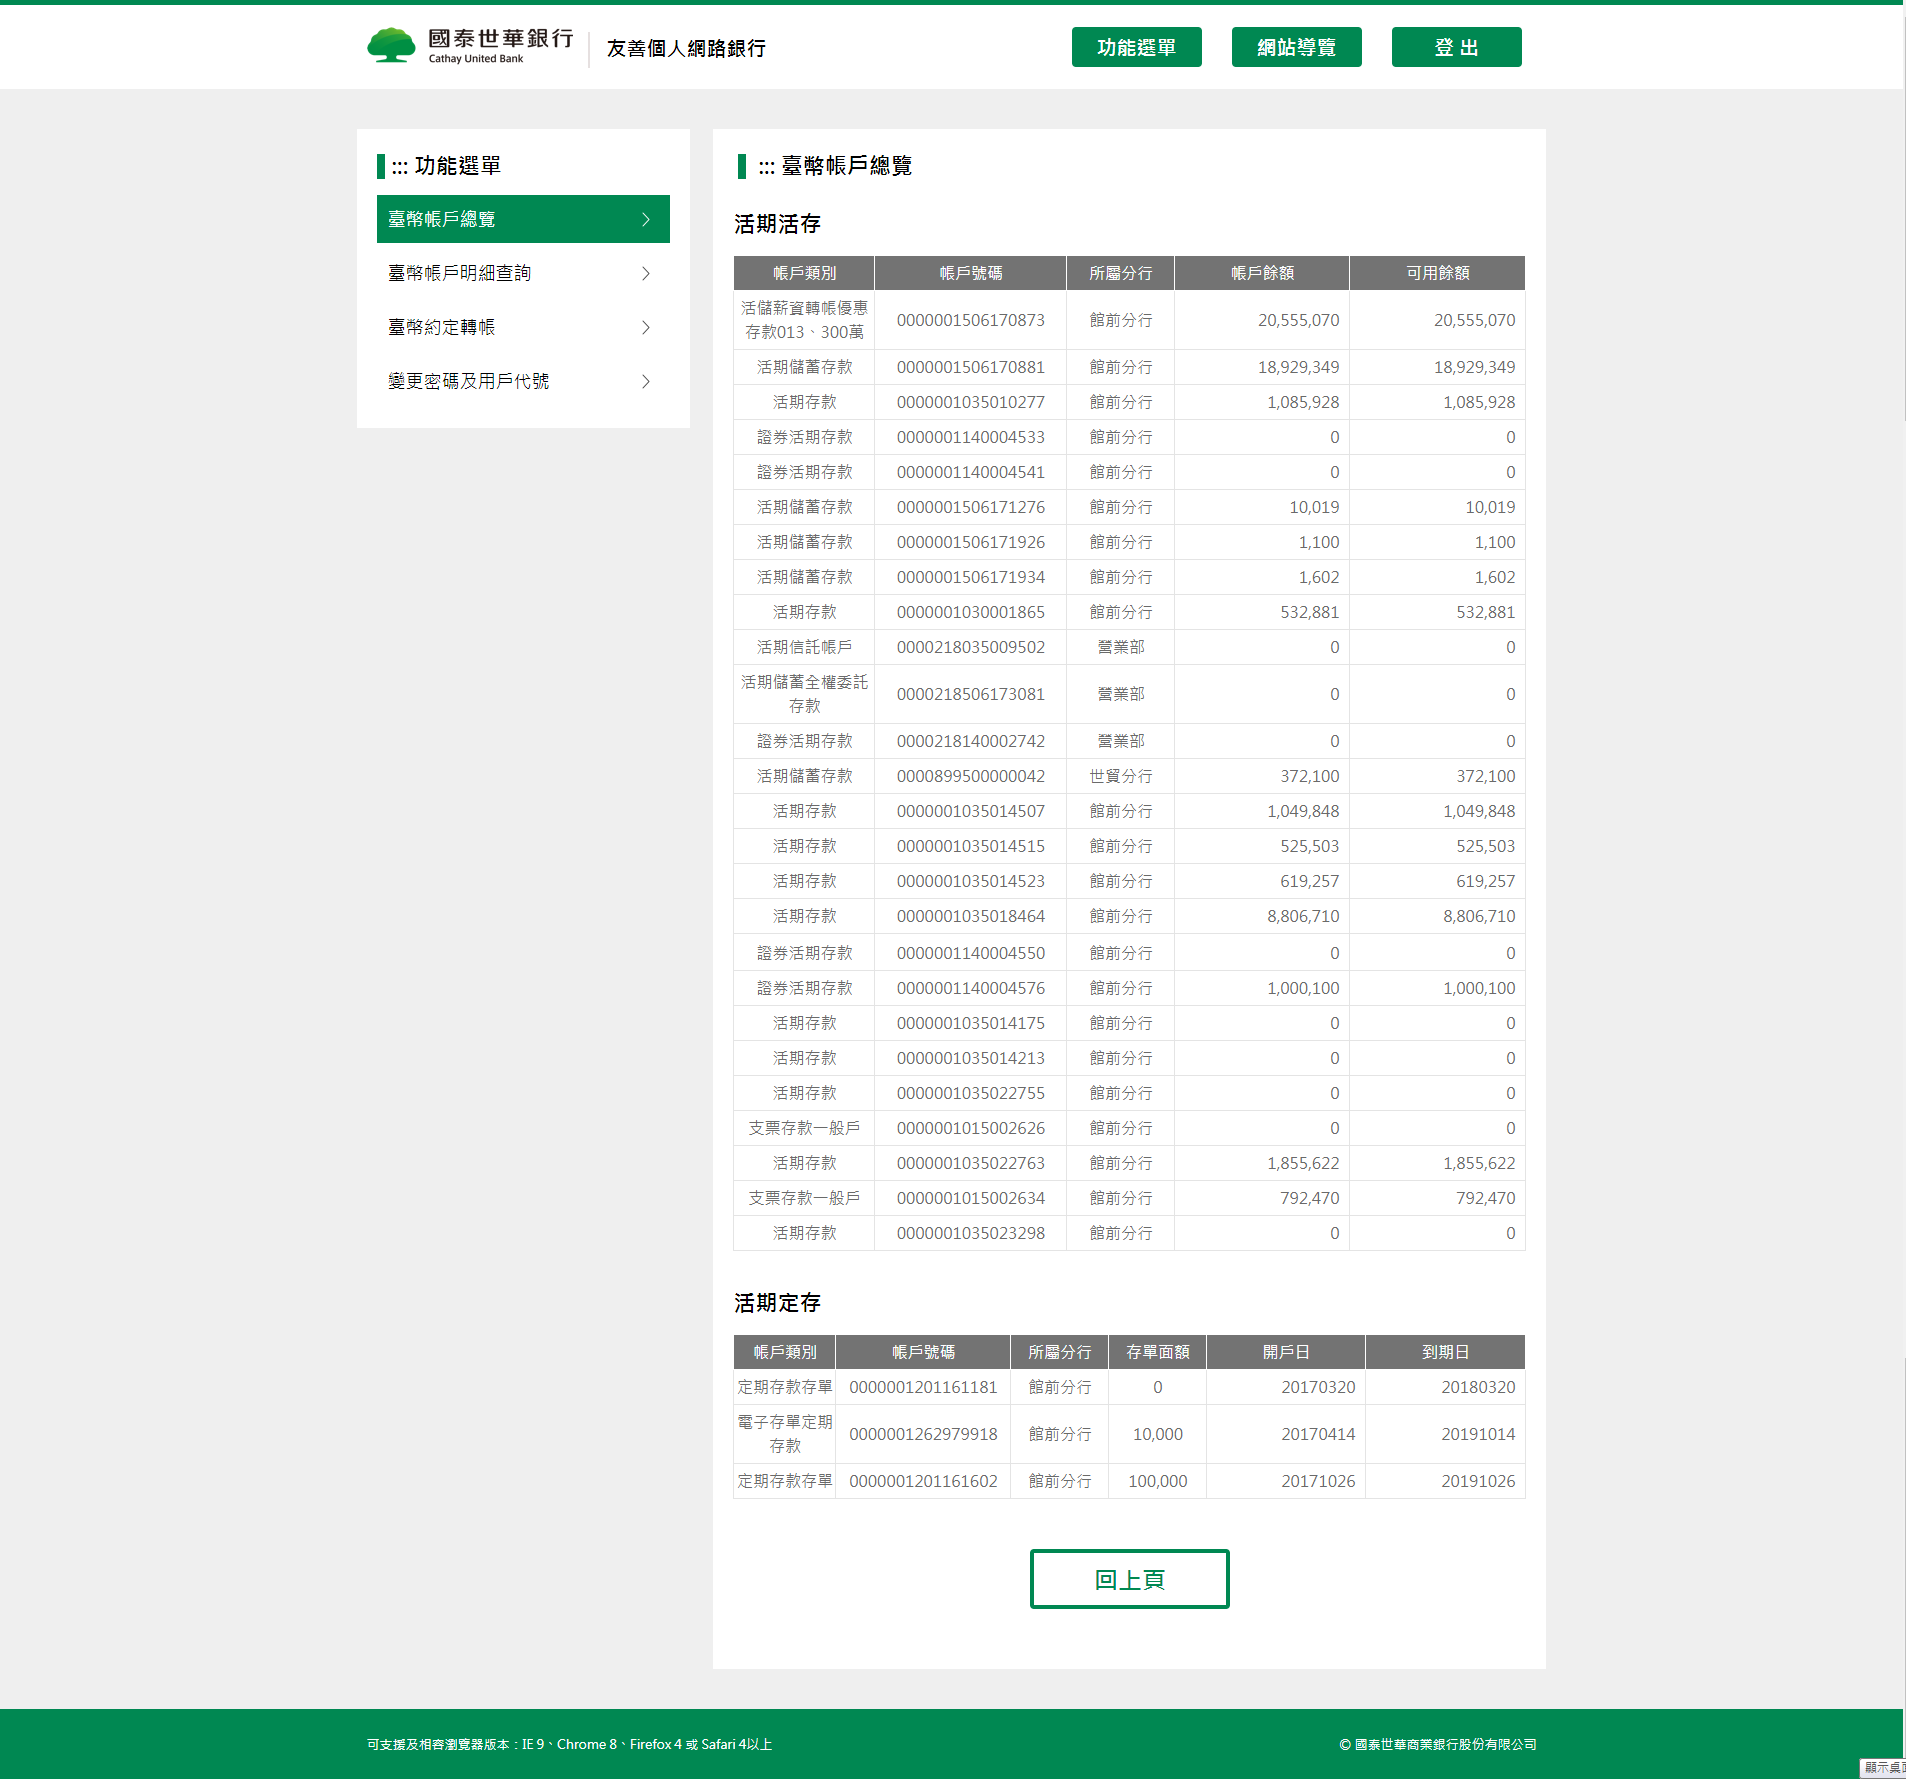 國泰世華銀行
Cathay United Bank
友善個人網路銀行
功能選單
網站導覽
登 出
::: 功能選單
臺幣帳戶總覽
臺幣帳戶明細查詢
臺幣約定轉帳
變更密碼及用戶代號
::: 臺幣帳戶總覽
活期活存
帳戶類別 帳戶號碼 所屬分行 帳戶餘額 可用餘額
活儲薪資轉帳優惠
存款013、300萬 0000001506170873 館前分行 20,555,070 20,555,070
活期儲蓄存款 0000001506170881 館前分行 18,929,349 18,929,349
活期存款 0000001035010277 館前分行 1,085,928 1,085,928
證券活期存款 0000001140004533 館前分行 0 0
證券活期存款 0000001140004541 館前分行 0 0
活期儲蓄存款 0000001506171276 館前分行 10,019 10,019
活期儲蓄存款 0000001506171926 館前分行 1,100 1,100
活期儲蓄存款 0000001506171934 館前分行 1,602 1,602
活期存款 0000001030001865 館前分行 532,881 532,881
活期信託帳戶 0000218035009502 營業部 0 0
活期儲蓄全權委託
存款 0000218506173081 營業部 0 0
證券活期存款 0000218140002742 營業部 0 0
活期儲蓄存款 0000899500000042 世貿分行 372,100 372,100
活期存款 0000001035014507 館前分行 1,049,848 1,049,848
活期存款 0000001035014515 館前分行 525,503 525,503
活期存款 0000001035014523 館前分行 619,257 619,257
活期存款 0000001035018464 館前分行 8,806,710 8,806,710
證券活期存款 0000001140004550 館前分行 0 0
證券活期存款 0000001140004576 館前分行 1,000,100 1,000,100
活期存款 0000001035014175 館前分行 0 0
活期存款 0000001035014213 館前分行 0 0
活期存款 0000001035022755 館前分行 0 0
支票存款一般戶 0000001015002626 館前分行 0 0
活期存款 0000001035022763 館前分行 1,855,622 1,855,622
支票存款一般戶 0000001015002634 館前分行 792,470 792,470
活期存款 0000001035023298 館前分行 0 0
活期定存
帳戶類別 帳戶號碼 所屬分行 存單面額 開戶日 到期日
定期存款存單 0000001201161181 館前分行 0 20170320 20180320
電子存單定期
存款 0000001262979918 館前分行 10,000 20170414 20191014
定期存款存單 0000001201161602 館前分行 100,000 20171026 20191026
回上頁
可支援及相容瀏覽器版本：IE 9、Chrome 8、Firefox 4 或 Safari 4以上
© 國泰世華商業銀行股份有限公司
顯示桌面